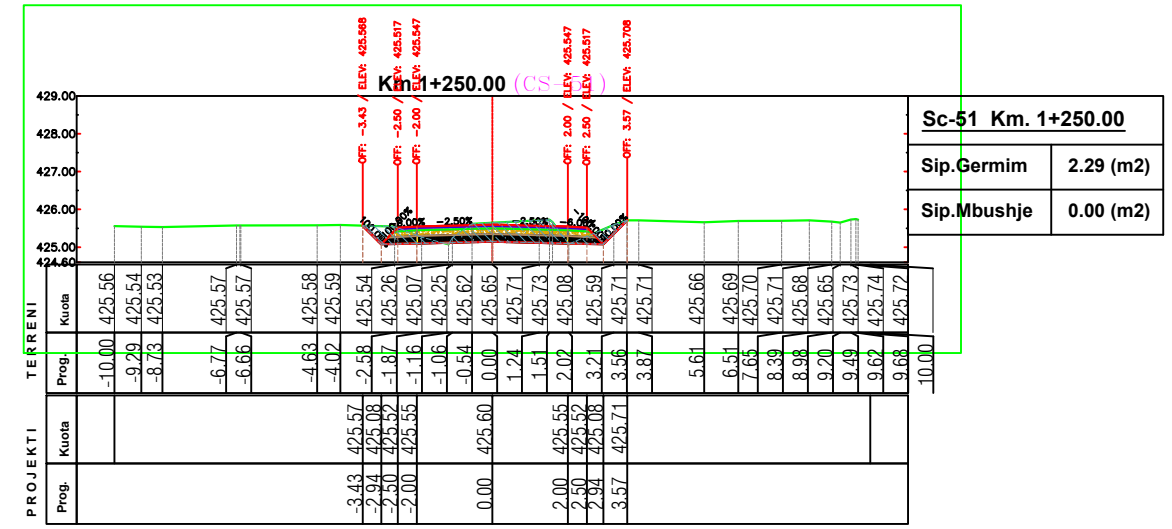 OFF: -3.43 / ELEV: 425.568
OFF: -2.50 / ELEV: 425.517
OFF: -2.00 / ELEV: 425.547
OFF: 2.00 / ELEV: 425.547
OFF: 2.50 / ELEV: 425.517
OFF: 3.57 / ELEV: 425.708
Km.1+250.00 (CS-51)
429.00
428.00
427.00
426.00
425.00
424.60
-2.50% -2.50%
Sc-51 Km. 1+250.00
Sip.Germim 2.29 (m2)
Sip.Mbushje 0.00 (m2)
TERRENI
Kuota 425.56 425.54 425.53 425.57 425.57 425.58 425.59 425.54 425.26 425.07 425.25 425.62 425.65 425.71 425.73 425.08 425.59 425.71 425.71 425.66 425.69 425.70 425.71 425.68 425.65 425.73 425.74 425.72
Prog. -10.00 -9.29 -8.73 -6.77 -6.66 -4.63 -4.02 -2.58 -1.87 -1.16 -1.06 -0.54 0.00 1.24 1.51 2.02 3.21 3.56 3.87 5.61 6.51 7.65 8.39 8.98 9.20 9.49 9.62 9.68 10.00
PROJEKTI
Kuota 425.57 425.08 425.52 425.55 425.60 425.55 425.52 425.08 425.71
Prog. -3.43 -2.94 -2.50 -2.00 0.00 2.00 2.50 2.94 3.57